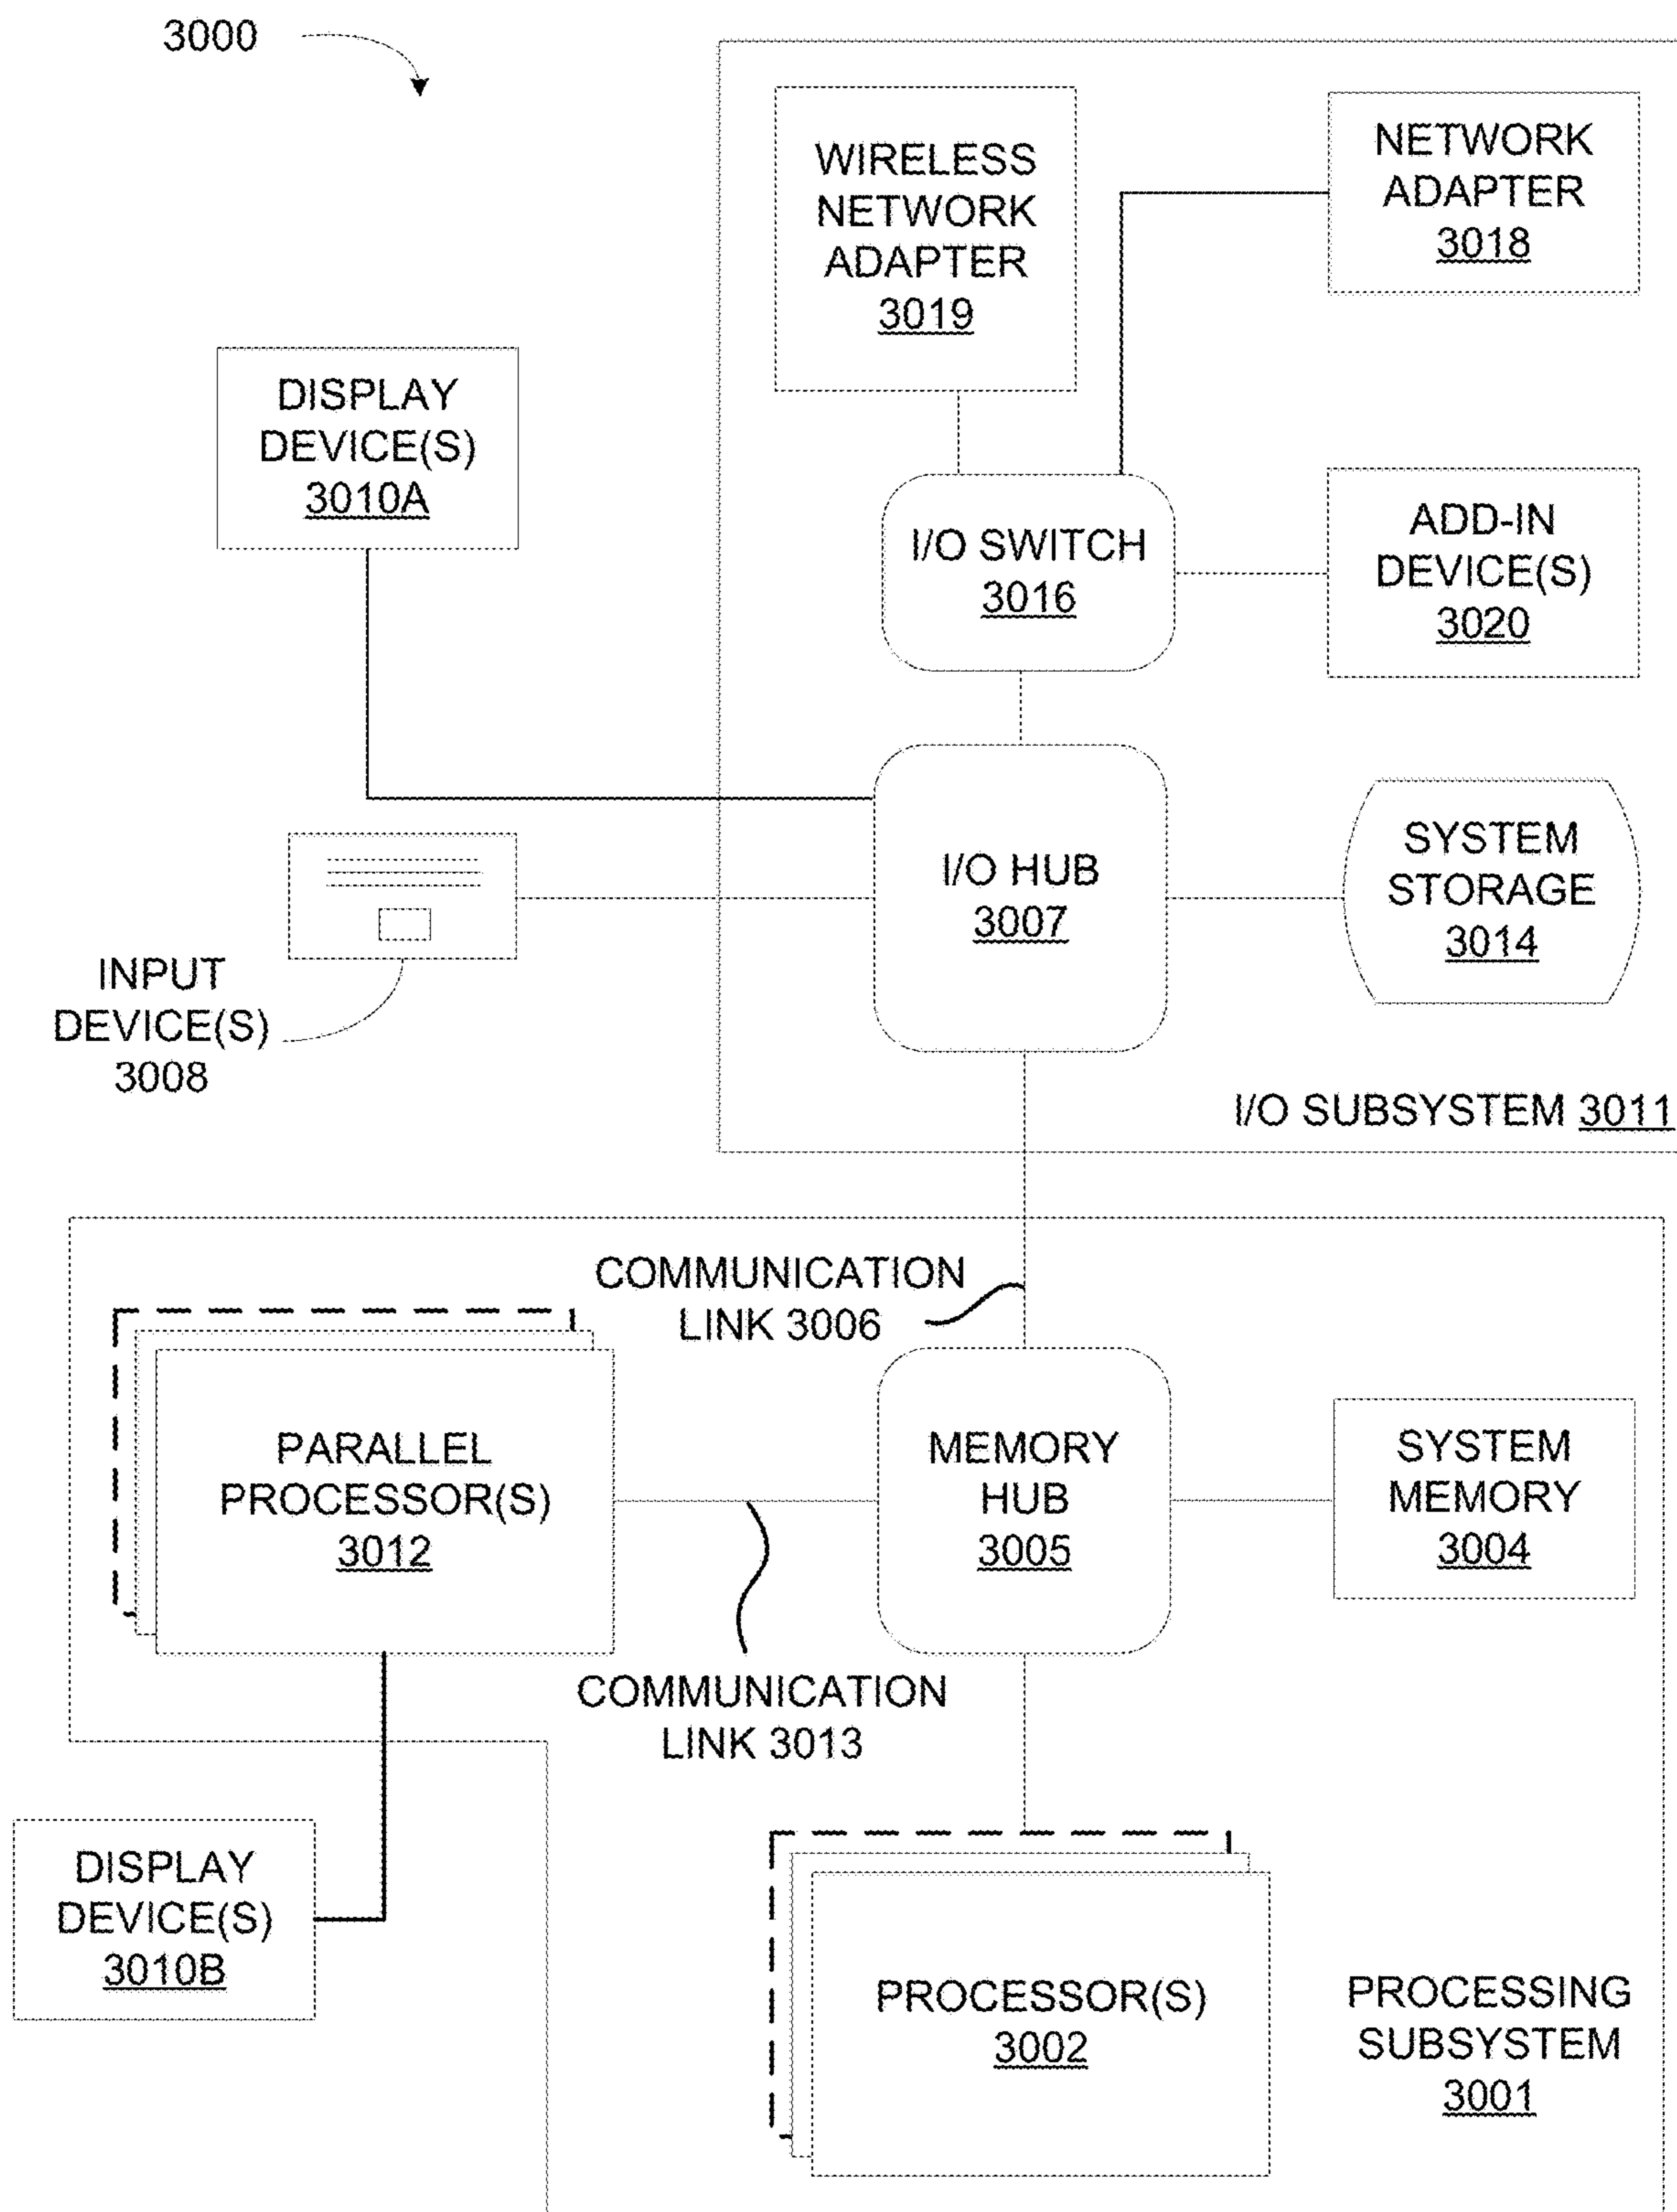 3000
WIRELESS
NETWORK
ADAPTER
3019
NETWORK
ADAPTER
3018
DISPLAY
DEVICE(S)
3010A
I/O SWITCH
3016
ADD-IN
DEVICE(S)
3020
I/O HUB
3007
SYSTEM
STORAGE
3014
INPUT
DEVICE(S)
3008
I/O SUBSYSTEM 3011
COMMUNICATION
LINK 3006
PARALLEL
PROCESSOR(S)
3012
MEMORY
HUB
3005
SYSTEM
MEMORY
3004
COMMUNICATION
LINK 3013
DISPLAY
DEVICE(S)
3010B
PROCESSOR(S)
3002
PROCESSING
SUBSYSTEM
3001